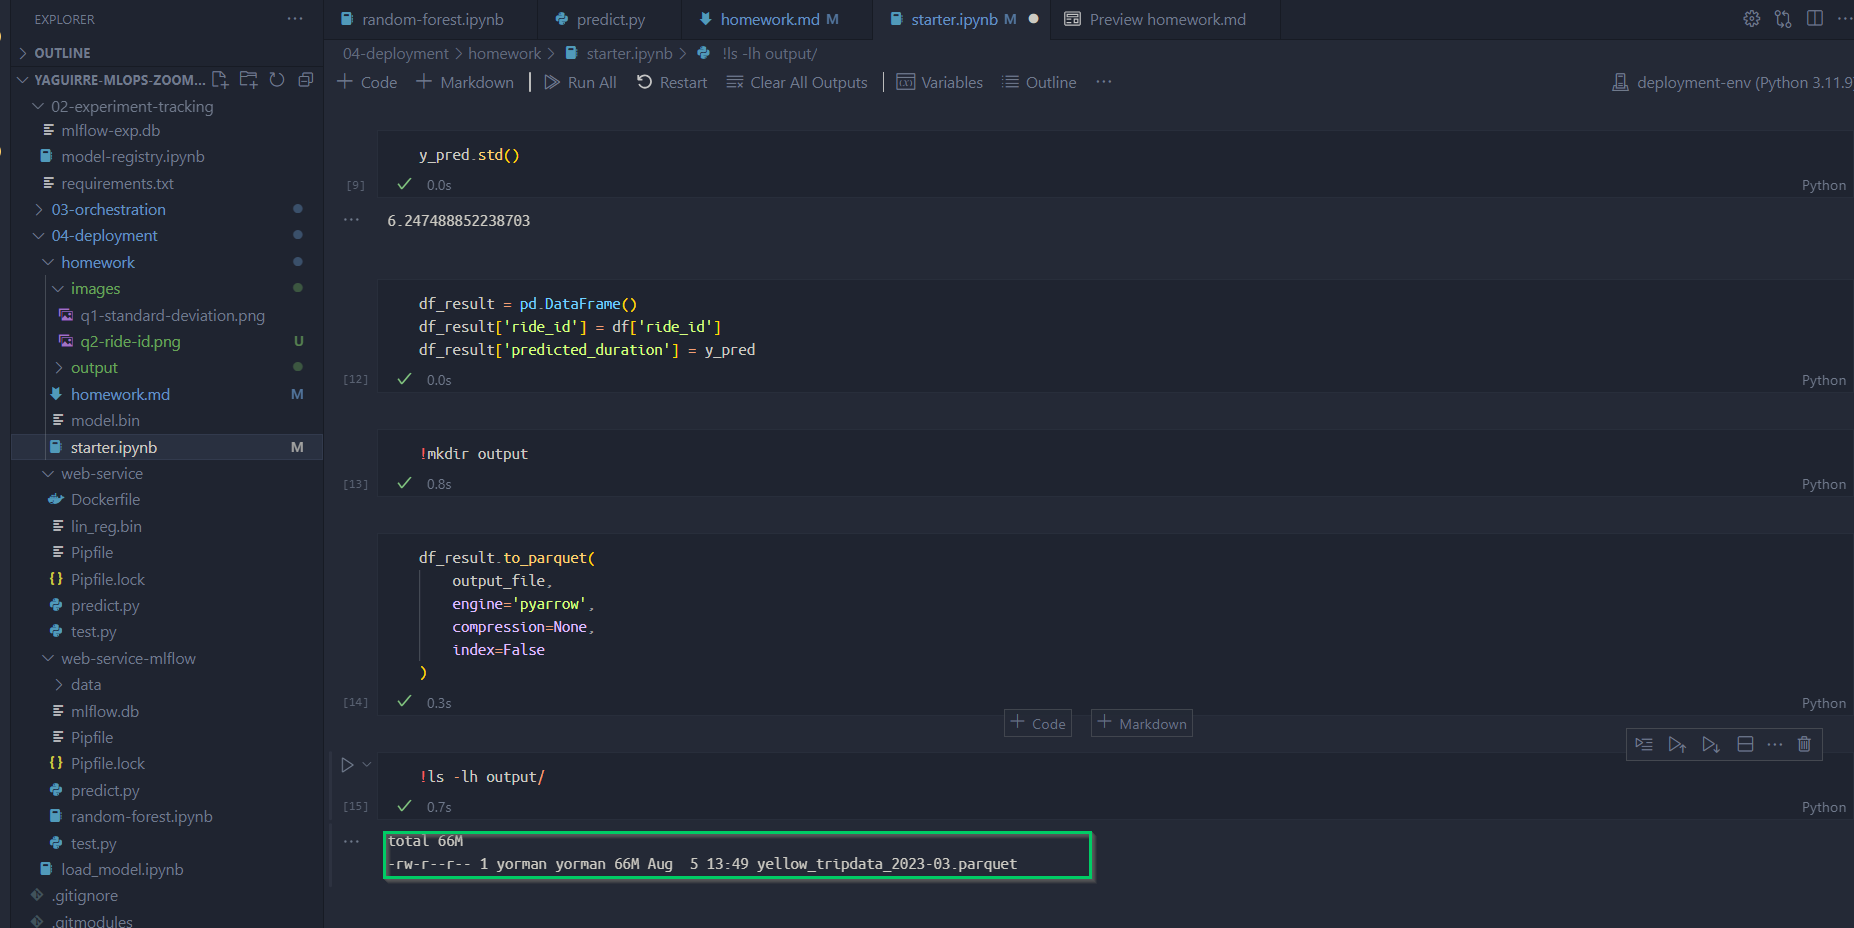 EXPLORER
OUTLINE
YAGUIRRE-MLOPS-ZOOM...
02-experiment-tracking
mlflow-exp.db
model-registry.ipynb
requirements.txt
03-orchestration
04-deployment
homework
images
q1-standard-deviation.png
q2-ride-id.png U
output
homework.md M
model.bin
starter.ipynb M
web-service
Dockerfile
lin_reg.bin
Pipfile
Pipfile.lock
predict.py
test.py
web-service-mlflow
data
mlflow.db
Pipfile
Pipfile.lock
predict.py
random-forest.ipynb
test.py
load_model.ipynb
.gitignore
.gitmodules
random-forest.ipynb predict.py homework.md M starter.ipynb M Preview homework.md
04-deployment > homework > starter.ipynb > !ls -lh output/
Code Markdown Run All Restart Clear All Outputs Variables Outline deployment-env (Python 3.11.9
y_pred.std()
[9] 0.0s Python
6.247488852238703
df_result = pd.DataFrame()
df_result['ride_id'] = df['ride_id']
df_result['predicted_duration'] = y_pred
[12] 0.0s Python
!mkdir output
[13] 0.8s Python
df_result.to_parquet(
output_file,
engine='pyarrow',
compression=None,
index=False
)
[14] 0.3s Python
Code Markdown
!ls -lh output/
[15] 0.7s Python
total 66M
-rw-r--r-- 1 yorman yorman 66M Aug  5 13:49 yellow_tripdata_2023-03.parquet